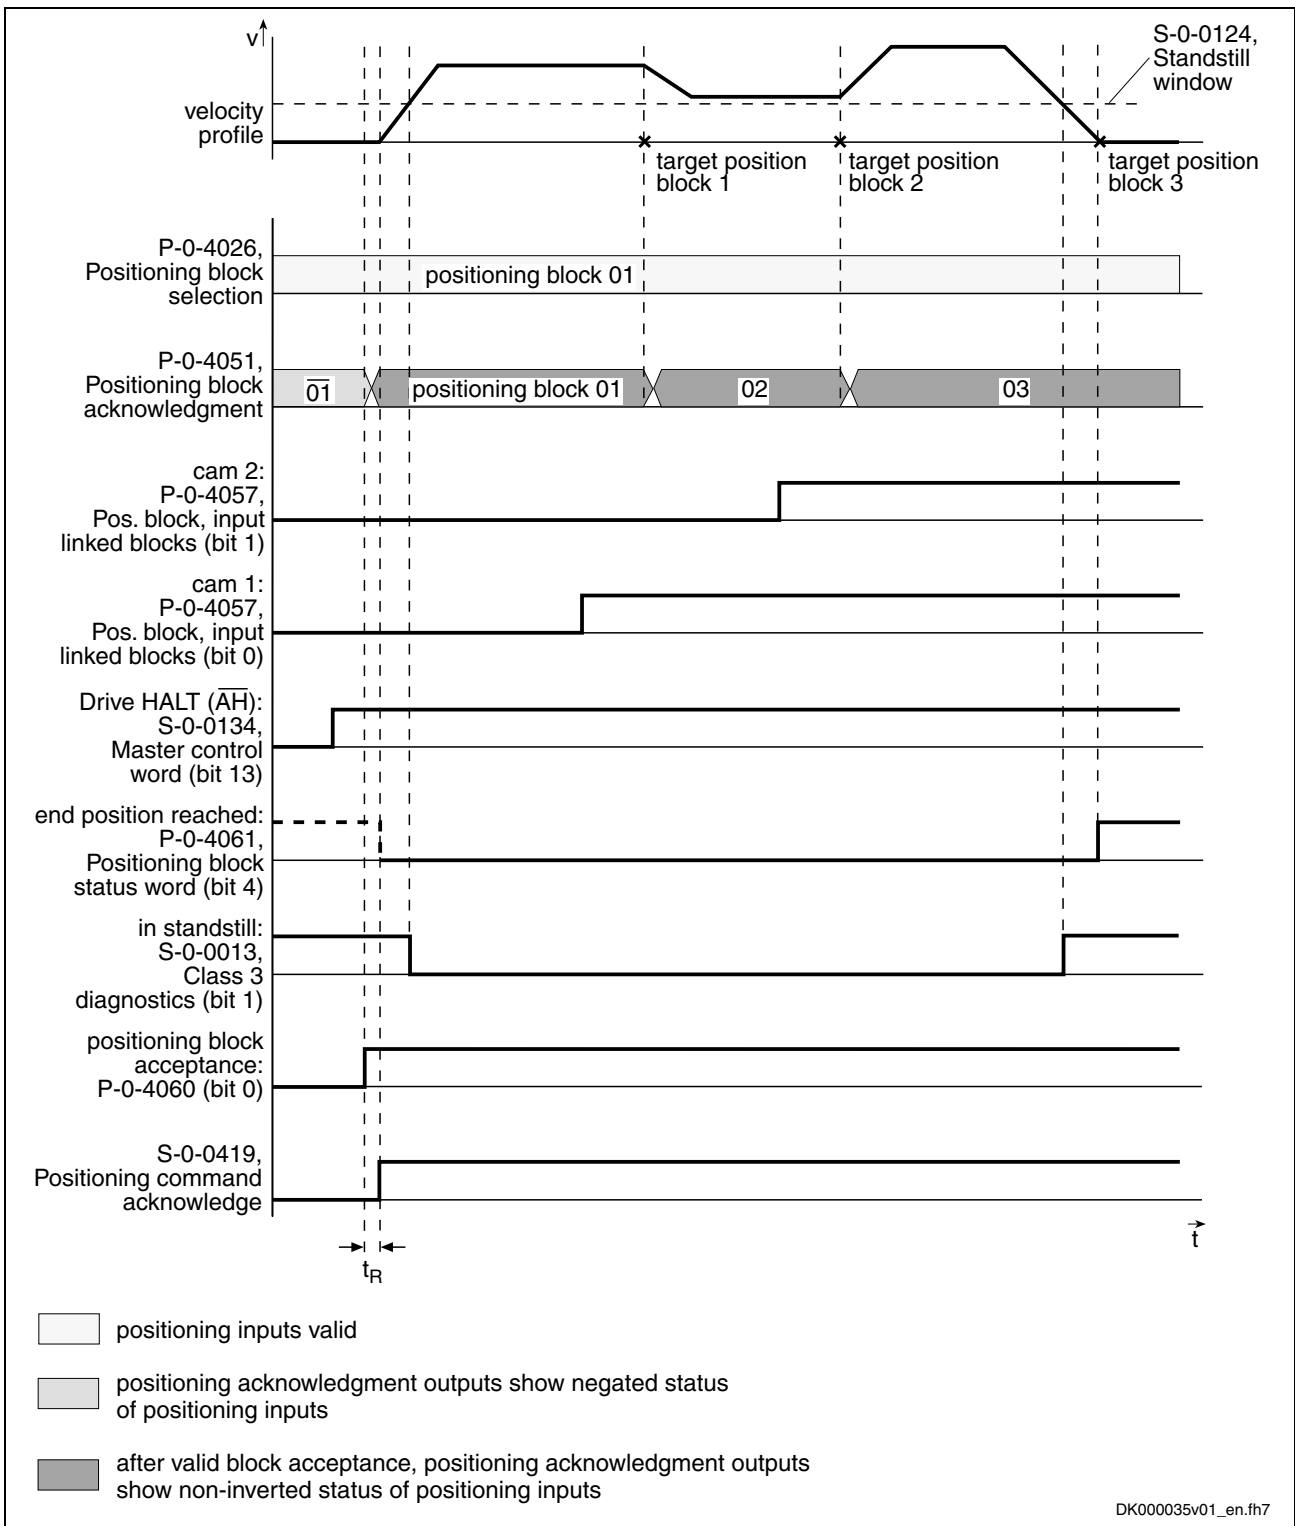 v
S-0-0124,
Standstill
window
velocity
profile
target position
block 1
target position
block 2
target position
block 3
P-0-4026,
Positioning block
selection
positioning block 01
P-0-4051,
Positioning block
acknowledgment
0̅1̅
positioning block 01
02
03
cam 2:
P-0-4057,
Pos. block, input
linked blocks (bit 1)
cam 1:
P-0-4057,
Pos. block, input
linked blocks (bit 0)
Drive HALT (A̅H̅):
S-0-0134,
Master control
word (bit 13)
end position reached:
P-0-4061,
Positioning block
status word (bit 4)
in standstill:
S-0-0013,
Class 3
diagnostics (bit 1)
positioning block
acceptance:
P-0-4060 (bit 0)
S-0-0419,
Positioning command
acknowledge
t
tR
positioning inputs valid
positioning acknowledgment outputs show negated status
of positioning inputs
after valid block acceptance, positioning acknowledgment outputs
show non-inverted status of positioning inputs
DK000035v01_en.fh7